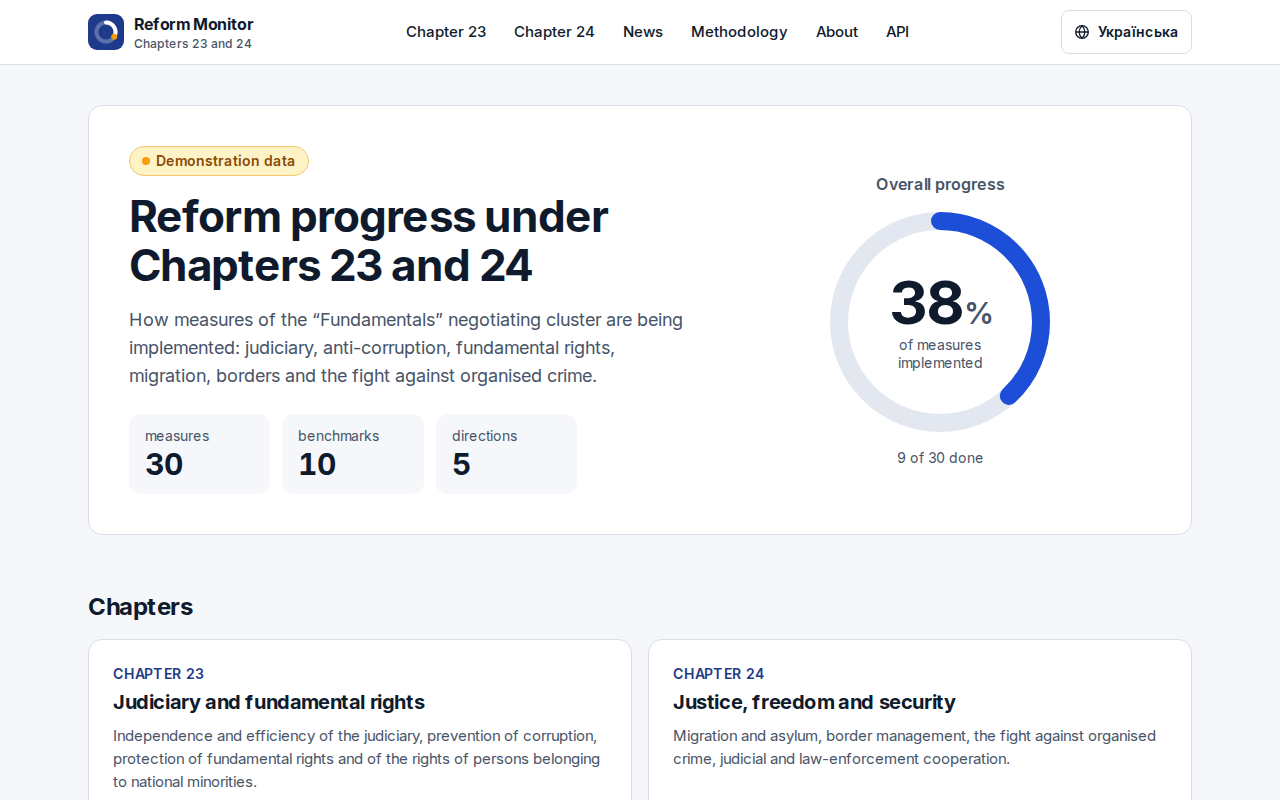 Reform Monitor
Chapters 23 and 24
Chapter 23
Chapter 24
News
Methodology
About
API
Українська
Demonstration data
Reform progress under
Chapters 23 and 24
How measures of the “Fundamentals” negotiating cluster are being
implemented: judiciary, anti-corruption, fundamental rights,
migration, borders and the fight against organised crime.
measures
30
benchmarks
10
directions
5
Overall progress
38%
of measures
implemented
9 of 30 done
Chapters
CHAPTER 23
Judiciary and fundamental rights
Independence and efficiency of the judiciary, prevention of corruption,
protection of fundamental rights and of the rights of persons belonging
to national minorities.
CHAPTER 24
Justice, freedom and security
Migration and asylum, border management, the fight against organised
crime, judicial and law-enforcement cooperation.